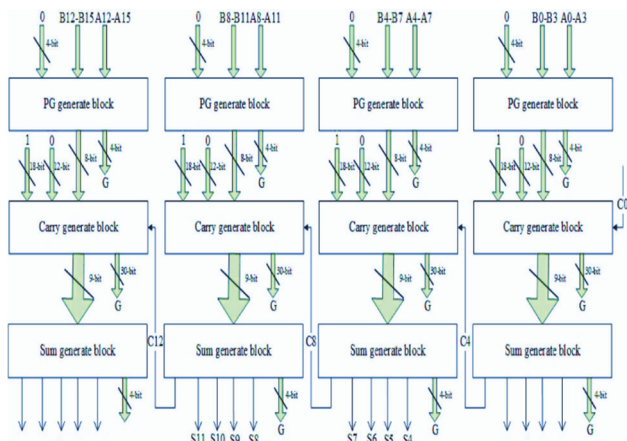 0 B12-B15 A12-A15 0 B8-B11 A8-A11 0 B4-B7 A4-A7 0 B0-B3 A0-A3
4-bit 4-bit 4-bit 4-bit
PG generate block PG generate block PG generate block PG generate block
1 0 1 0 1 0 1 0
18-bit 12-bit 8-bit 4-bit 18-bit 12-bit 8-bit 4-bit 18-bit 12-bit 8-bit 4-bit 18-bit 12-bit 8-bit 4-bit
G G G G
C0
Carry generate block Carry generate block Carry generate block Carry generate block
9-bit 30-bit 9-bit 30-bit 9-bit 30-bit 9-bit 30-bit
G G G G
C12 C8 C4
Sum generate block Sum generate block Sum generate block Sum generate block
4-bit 4-bit 4-bit 4-bit
S11 S10 S9 S8 G S7 S6 S5 S4 G